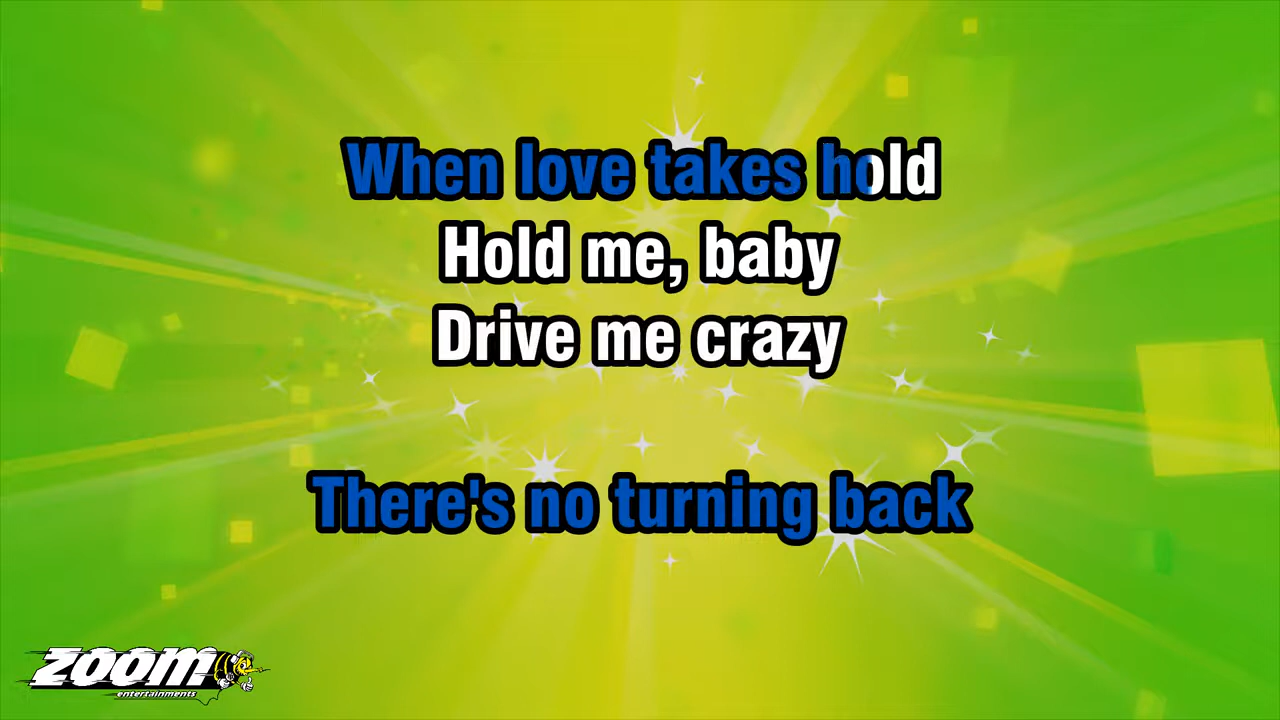 When love takes hold
Hold me, baby
Drive me crazy
There's no turning back
ZOOM
entertainments